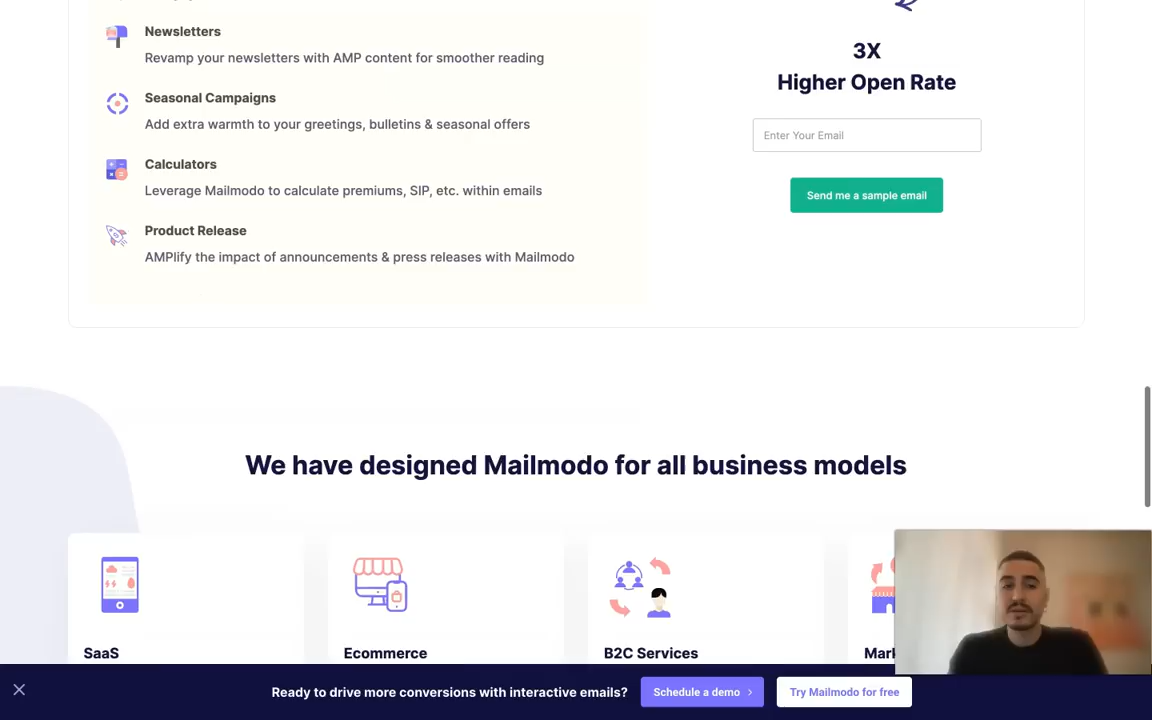 Newsletters
Revamp your newsletters with AMP content for smoother reading
Seasonal Campaigns
Add extra warmth to your greetings, bulletins & seasonal offers
Calculators
Leverage Mailmodo to calculate premiums, SIP, etc. within emails
Product Release
AMPlify the impact of announcements & press releases with Mailmodo
3X
Higher Open Rate
Enter Your Email
Send me a sample email
We have designed Mailmodo for all business models
SaaS
Ecommerce
B2C Services
Ready to drive more conversions with interactive emails?
Schedule a demo
Try Mailmodo for free